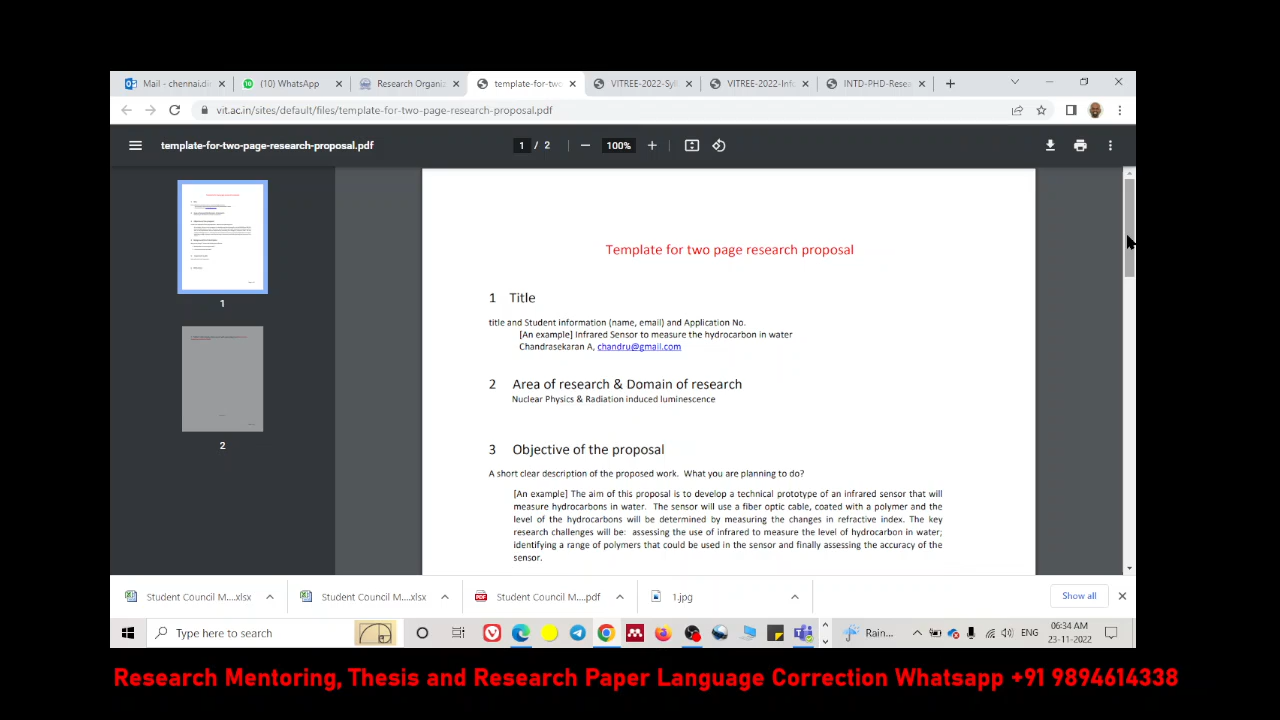 Mail - chennai.di
(10) WhatsApp
Research Organiz
template-for-two
VITREE-2022-Syll
VITREE-2022-Info
INTD-PHD-Resea
vit.ac.in/sites/default/files/template-for-two-page-research-proposal.pdf
template-for-two-page-research-proposal.pdf
1 / 2
100%
1
2
Template for two page research proposal
1 Title
title and Student information (name, email) and Application No.
[An example] Infrared Sensor to measure the hydrocarbon in water
Chandrasekaran A, chandru@gmail.com
2 Area of research & Domain of research
Nuclear Physics & Radiation induced luminescence
3 Objective of the proposal
A short clear description of the proposed work. What you are planning to do?
[An example] The aim of this proposal is to develop a technical prototype of an infrared sensor that will
measure hydrocarbons in water. The sensor will use a fiber optic cable, coated with a polymer and the
level of the hydrocarbons will be determined by measuring the changes in refractive index. The key
research challenges will be: assessing the use of infrared to measure the level of hydrocarbon in water;
identifying a range of polymers that could be used in the sensor and finally assessing the accuracy of the
sensor.
Student Council M....xlsx
Student Council M....xlsx
Student Council M....pdf
1.jpg
Show all
Type here to search
Rain...
ENG
06:34 AM
23-11-2022
Research Mentoring, Thesis and Research Paper Language Correction Whatsapp +91 9894614338